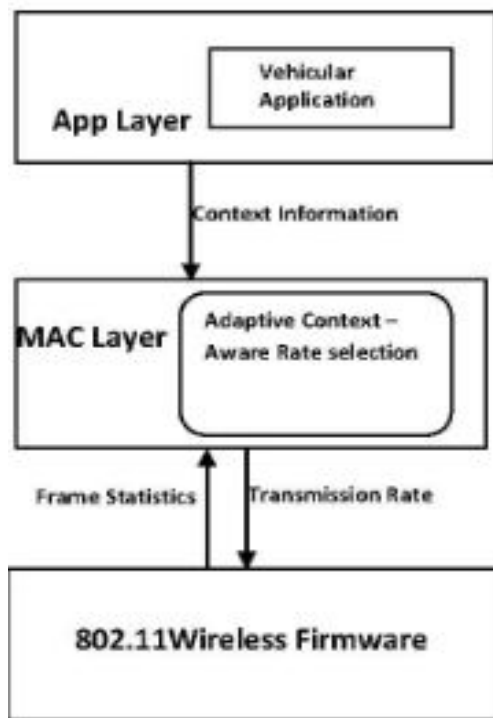 Vehicular
Application
App Layer
Context Information
Adaptive Context –
Aware Rate selection
MAC Layer
Frame Statistics
Transmission Rate
802.11Wireless Firmware